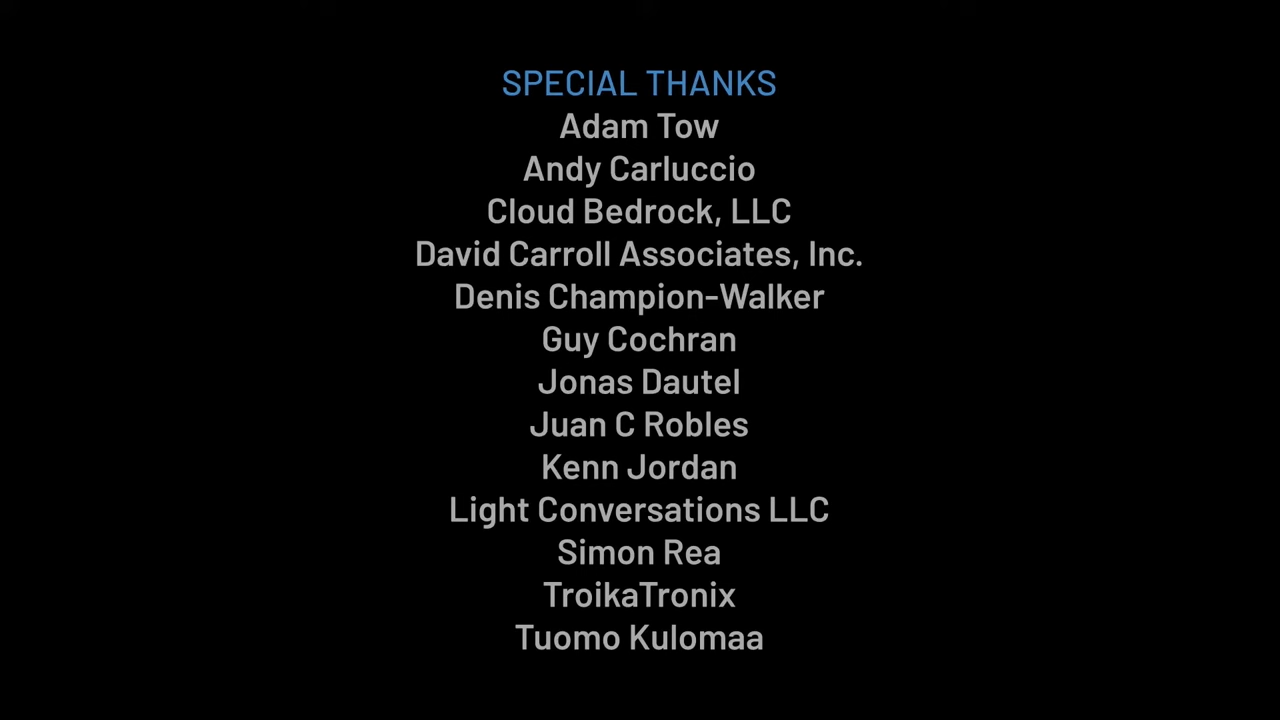 SPECIAL THANKS
Adam Tow
Andy Carluccio
Cloud Bedrock, LLC
David Carroll Associates, Inc.
Denis Champion-Walker
Guy Cochran
Jonas Dautel
Juan C Robles
Kenn Jordan
Light Conversations LLC
Simon Rea
TroikaTronix
Tuomo Kulomaa